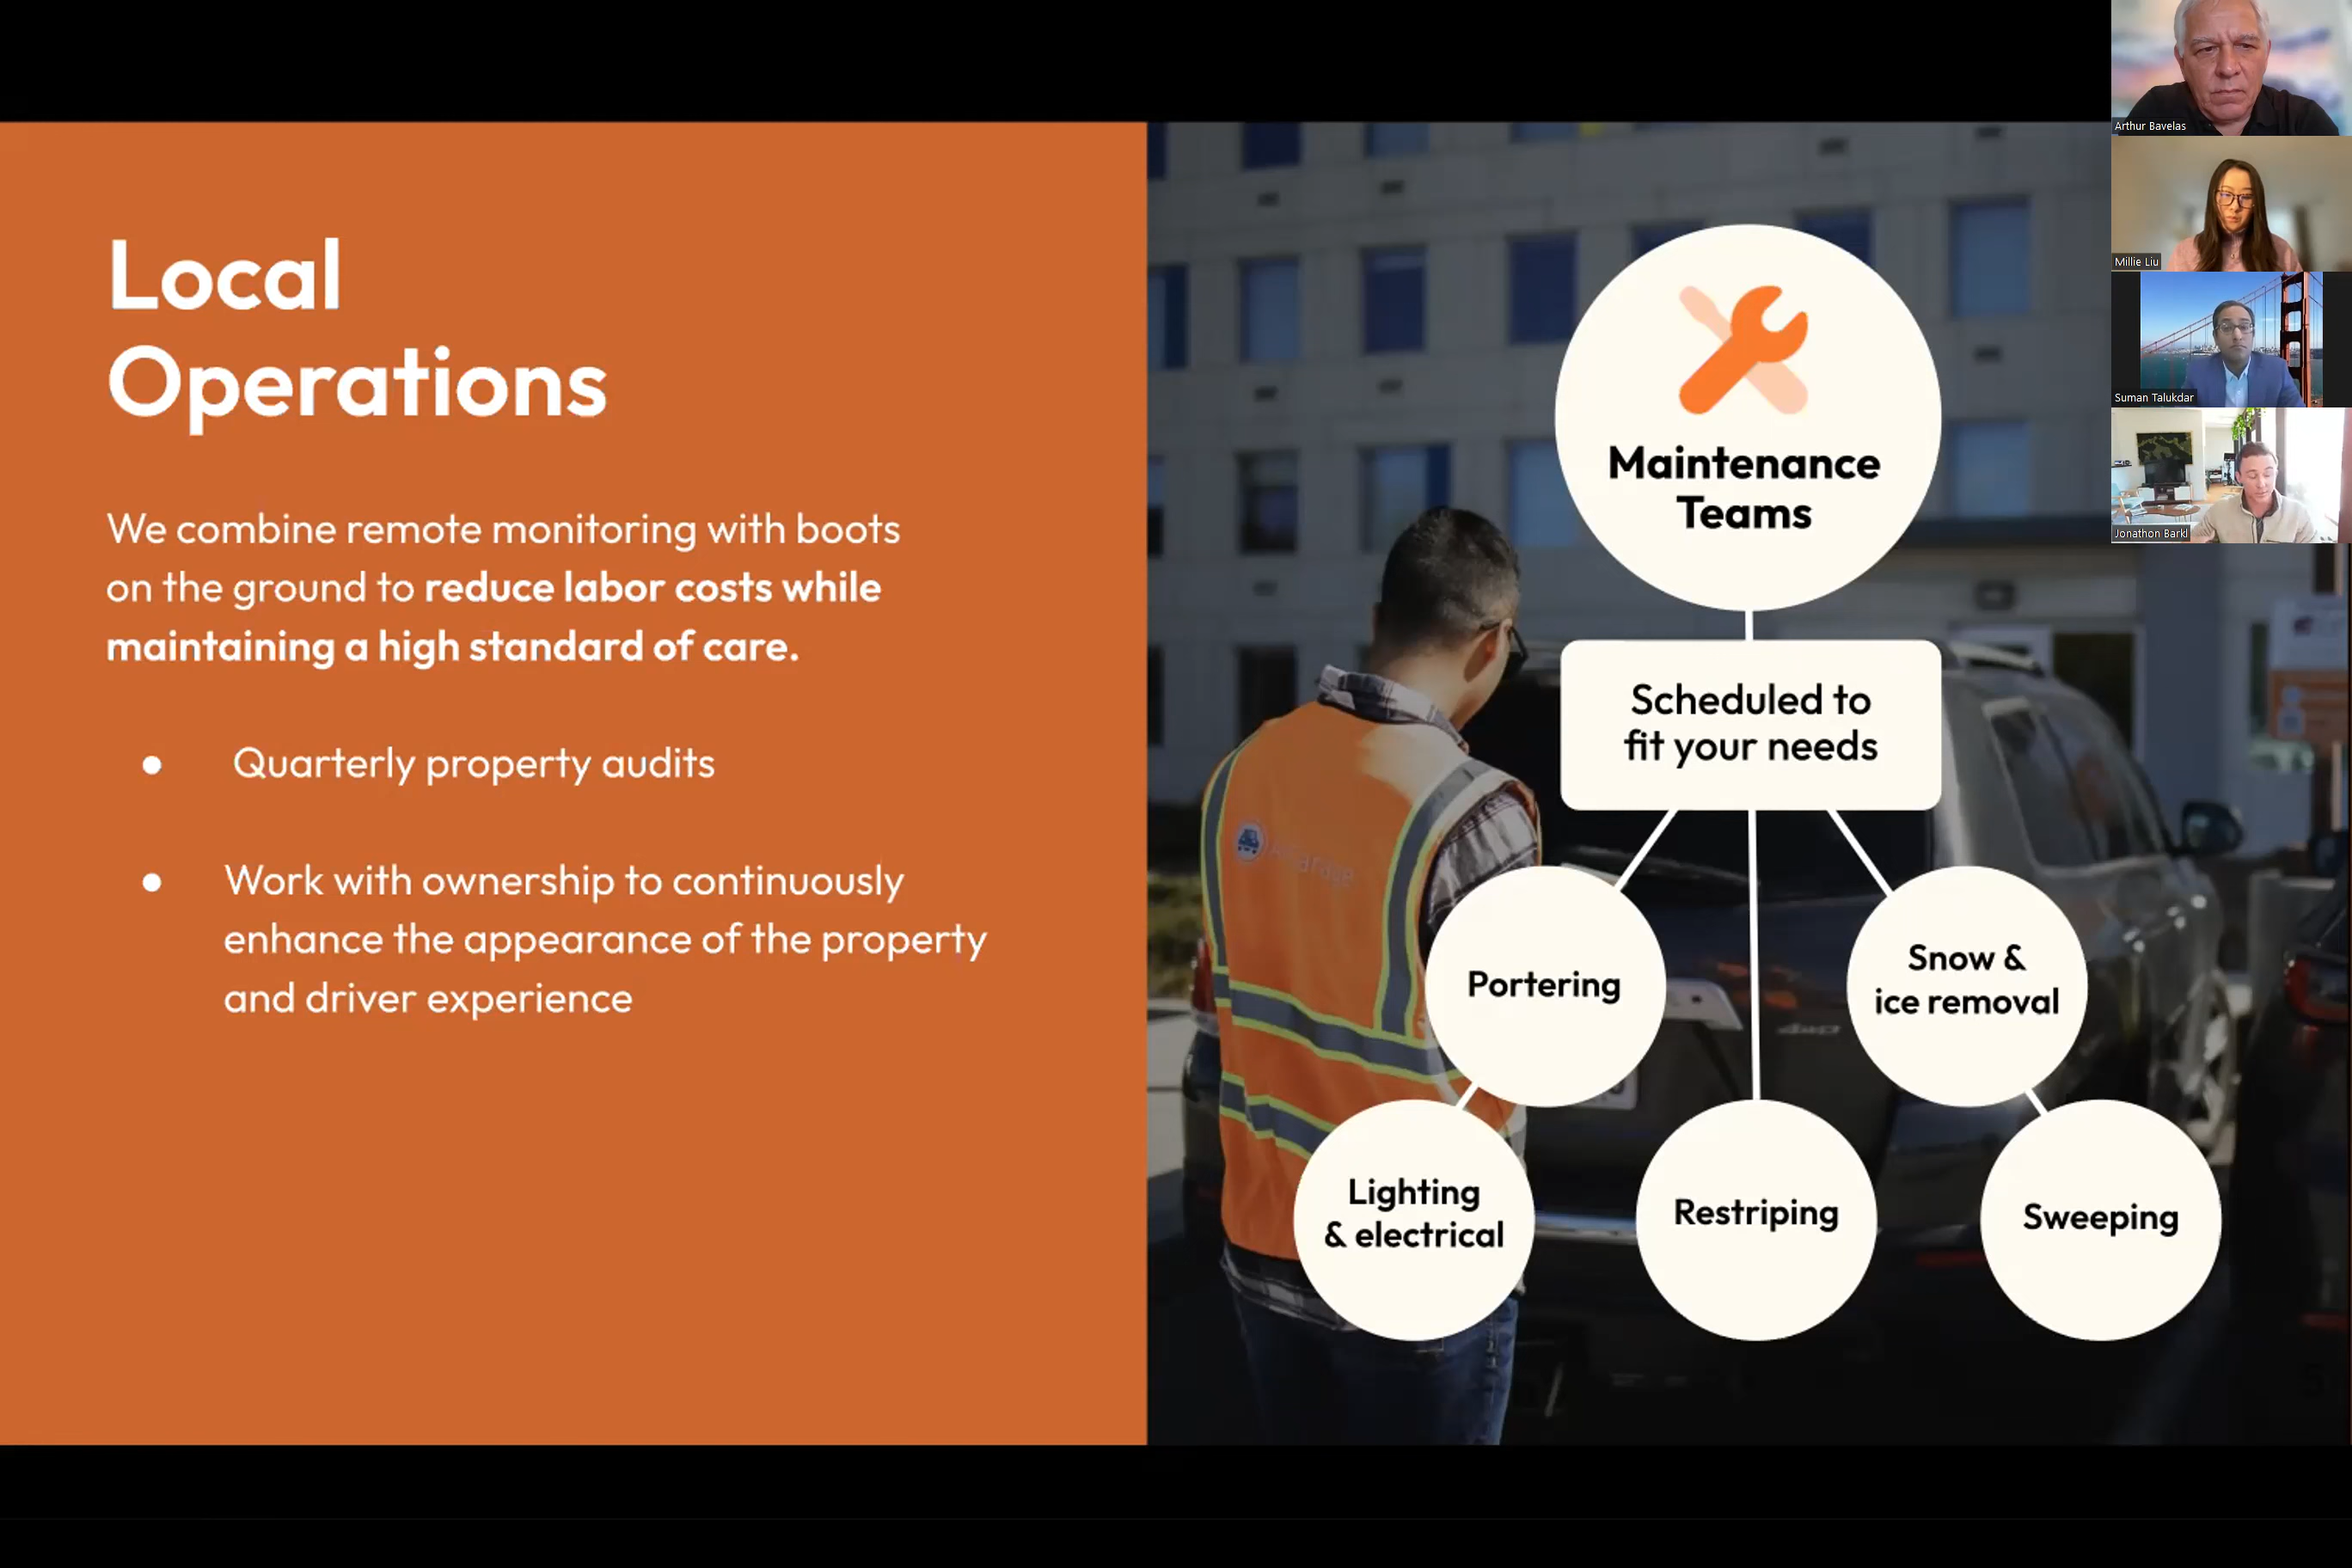 Local
Operations
We combine remote monitoring with boots
on the ground to reduce labor costs while
maintaining a high standard of care.
● Quarterly property audits
● Work with ownership to continuously
enhance the appearance of the property
and driver experience
Maintenance
Teams
Scheduled to
fit your needs
Portering
Snow &
ice removal
Lighting
& electrical
Restriping
Sweeping
Arthur Bavelas
Millie Liu
Suman Talukdar
Jonathon Barkl